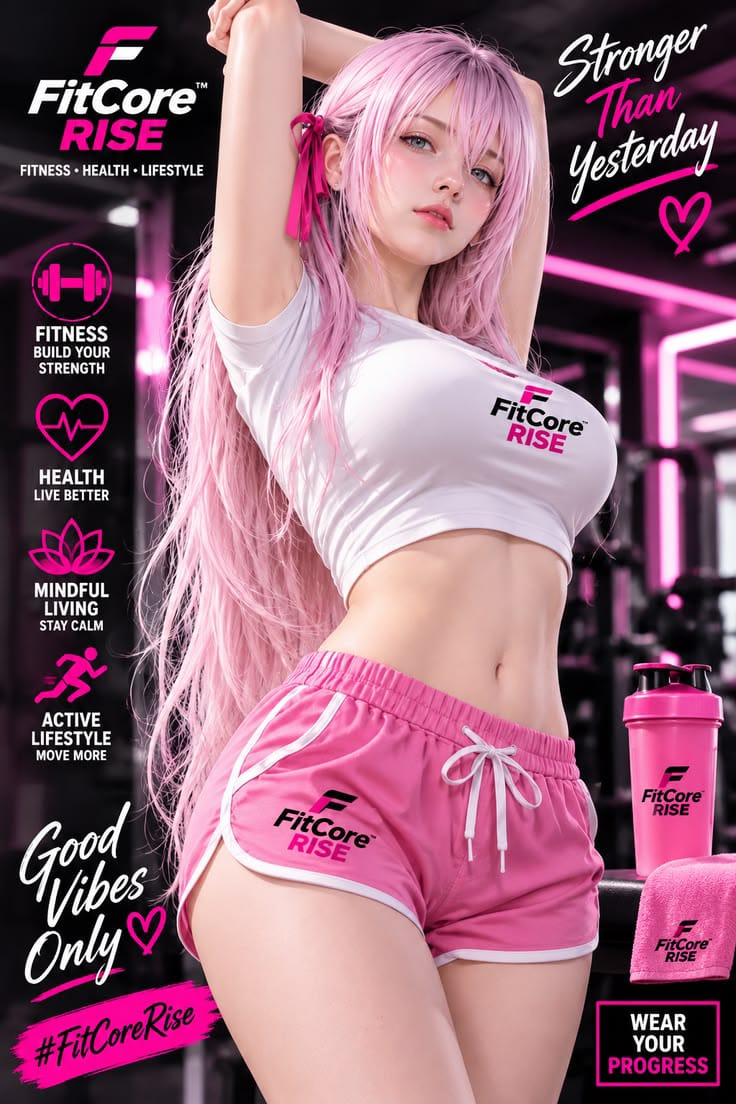 FitCore™
RISE
FITNESS • HEALTH • LIFESTYLE
Stronger
Than
Yesterday
FITNESS
BUILD YOUR
STRENGTH
HEALTH
LIVE BETTER
MINDFUL
LIVING
STAY CALM
ACTIVE
LIFESTYLE
MOVE MORE
FitCore™
RISE
FitCore™
RISE
FitCore™
RISE
FitCore™
RISE
Good
Vibes
Only
#FitCoreRise
WEAR
YOUR
PROGRESS